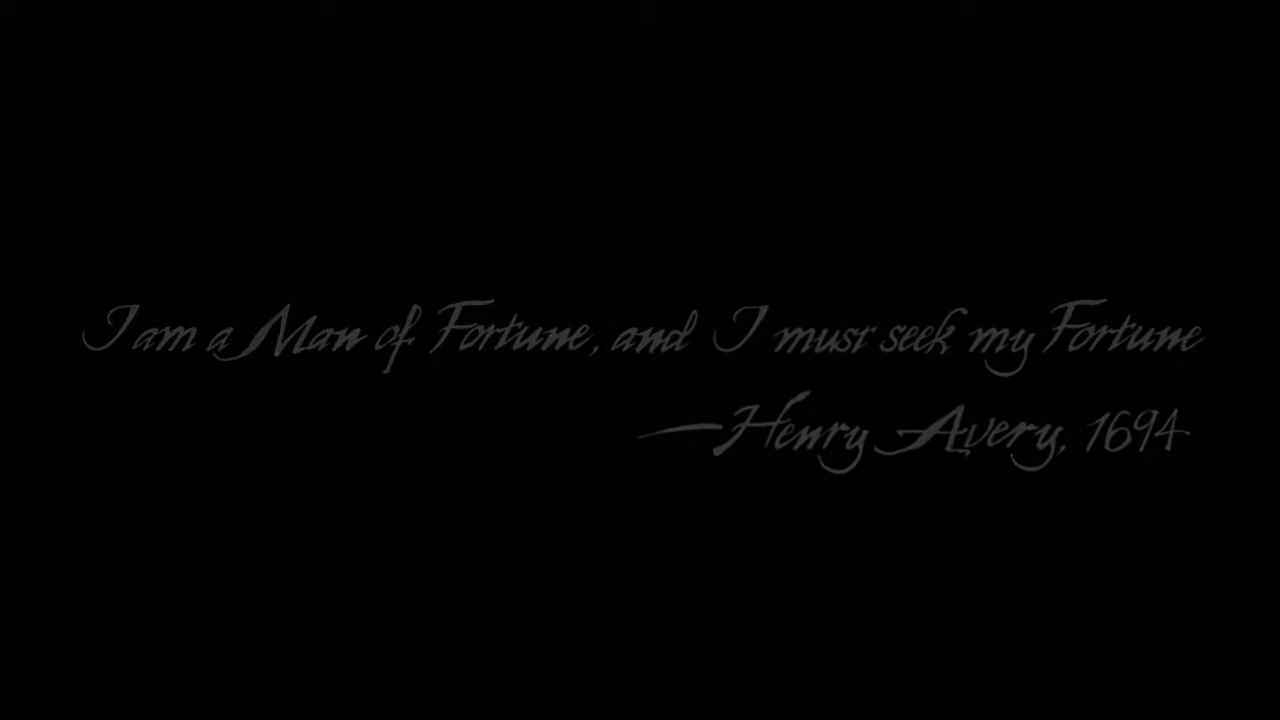 I am a Man of Fortune, and I must seek my Fortune
—Henry Avery, 1694